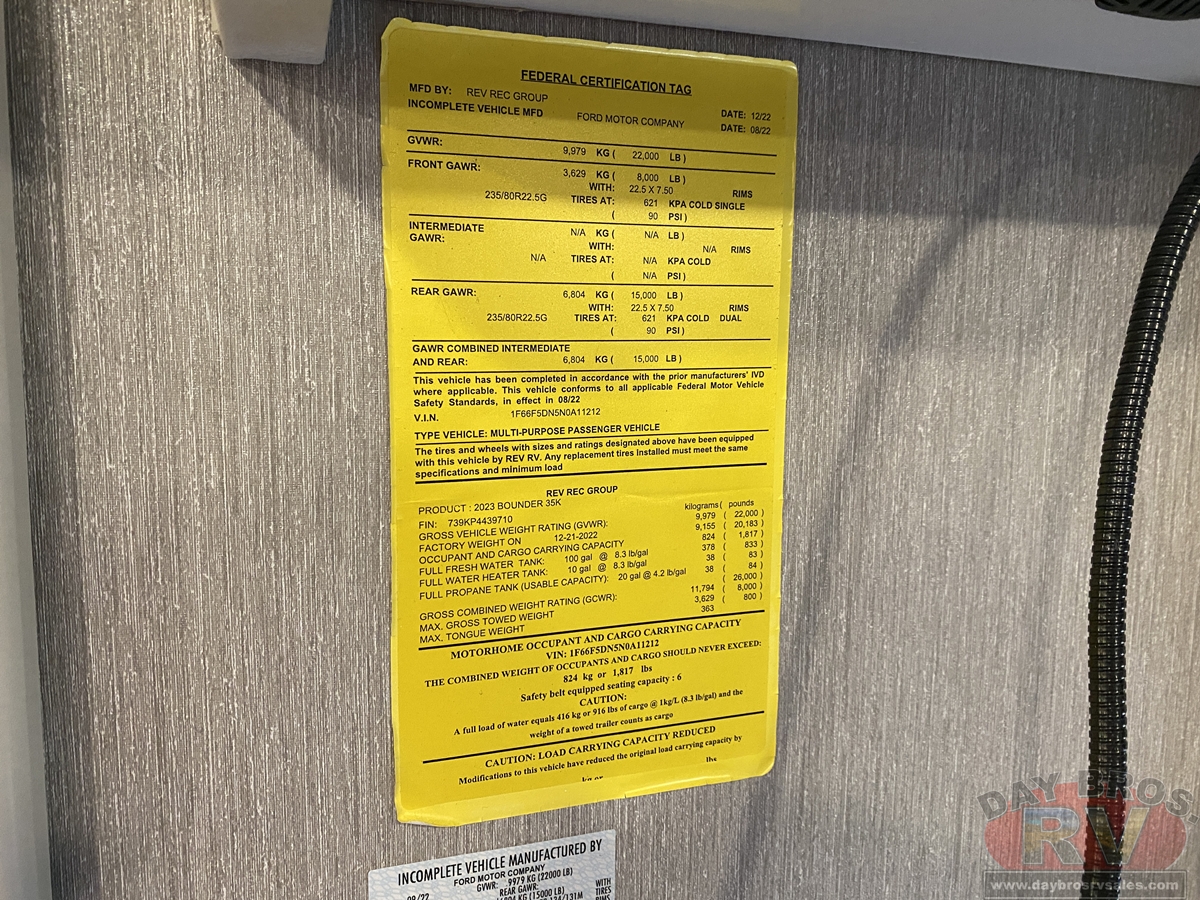 FEDERAL CERTIFICATION TAG
MFD BY: REV REC GROUP DATE: 12/22
INCOMPLETE VEHICLE MFD FORD MOTOR COMPANY DATE: 08/22
GVWR: 9,979 KG ( 22,000 LB )
FRONT GAWR: 3,629 KG ( 8,000 LB )
WITH: 22.5 X 7.50 RIMS
235/80R22.5G TIRES AT: 621 KPA COLD SINGLE
( 90 PSI )
INTERMEDIATE N/A KG ( N/A LB )
GAWR: WITH: N/A RIMS
N/A TIRES AT: N/A KPA COLD
( N/A PSI )
REAR GAWR: 6,804 KG ( 15,000 LB )
WITH: 22.5 X 7.50 RIMS
235/80R22.5G TIRES AT: 621 KPA COLD DUAL
( 90 PSI )
GAWR COMBINED INTERMEDIATE
AND REAR: 6,804 KG ( 15,000 LB )
This vehicle has been completed in accordance with the prior manufacturers' IVD
where applicable. This vehicle conforms to all applicable Federal Motor Vehicle
Safety Standards, in effect in 08/22
V.I.N. 1F66F5DN5N0A11212
TYPE VEHICLE: MULTI-PURPOSE PASSENGER VEHICLE
The tires and wheels with sizes and ratings designated above have been equipped
with this vehicle by REV RV. Any replacement tires Installed must meet the same
specifications and minimum load
REV REC GROUP
PRODUCT : 2023 BOUNDER 35K kilograms ( pounds
FIN: 739KP4439710
GROSS VEHICLE WEIGHT RATING (GVWR): 9,979 ( 22,000 )
FACTORY WEIGHT ON 12-21-2022 9,155 ( 20,183 )
OCCUPANT AND CARGO CARRYING CAPACITY 824 ( 1,817 )
FULL FRESH WATER TANK: 100 gal @ 8.3 lb/gal 378 ( 833 )
FULL WATER HEATER TANK: 10 gal @ 8.3 lb/gal 38 ( 83 )
FULL PROPANE TANK (USABLE CAPACITY): 20 gal @ 4.2 lb/gal 38 ( 84 )
GROSS COMBINED WEIGHT RATING (GCWR): 11,794 ( 26,000 )
MAX. GROSS TOWED WEIGHT 3,629 ( 8,000 )
MAX. TONGUE WEIGHT 363 ( 800 )
MOTORHOME OCCUPANT AND CARGO CARRYING CAPACITY
VIN: 1F66F5DN5N0A11212
THE COMBINED WEIGHT OF OCCUPANTS AND CARGO SHOULD NEVER EXCEED:
824 kg or 1,817 lbs
Safety belt equipped seating capacity : 6
CAUTION:
A full load of water equals 416 kg or 916 lbs of cargo @ 1kg/L (8.3 lb/gal) and the
weight of a towed trailer counts as cargo
CAUTION: LOAD CARRYING CAPACITY REDUCED
Modifications to this vehicle have reduced the original load carrying capacity by
kg or lbs
INCOMPLETE VEHICLE MANUFACTURED BY
FORD MOTOR COMPANY
GVWR: 9979 KG (22000 LB)
REAR GAWR: WITH
(15000 LB) TIRES
DAY BROS
RV
www.daybrosrvsales.com